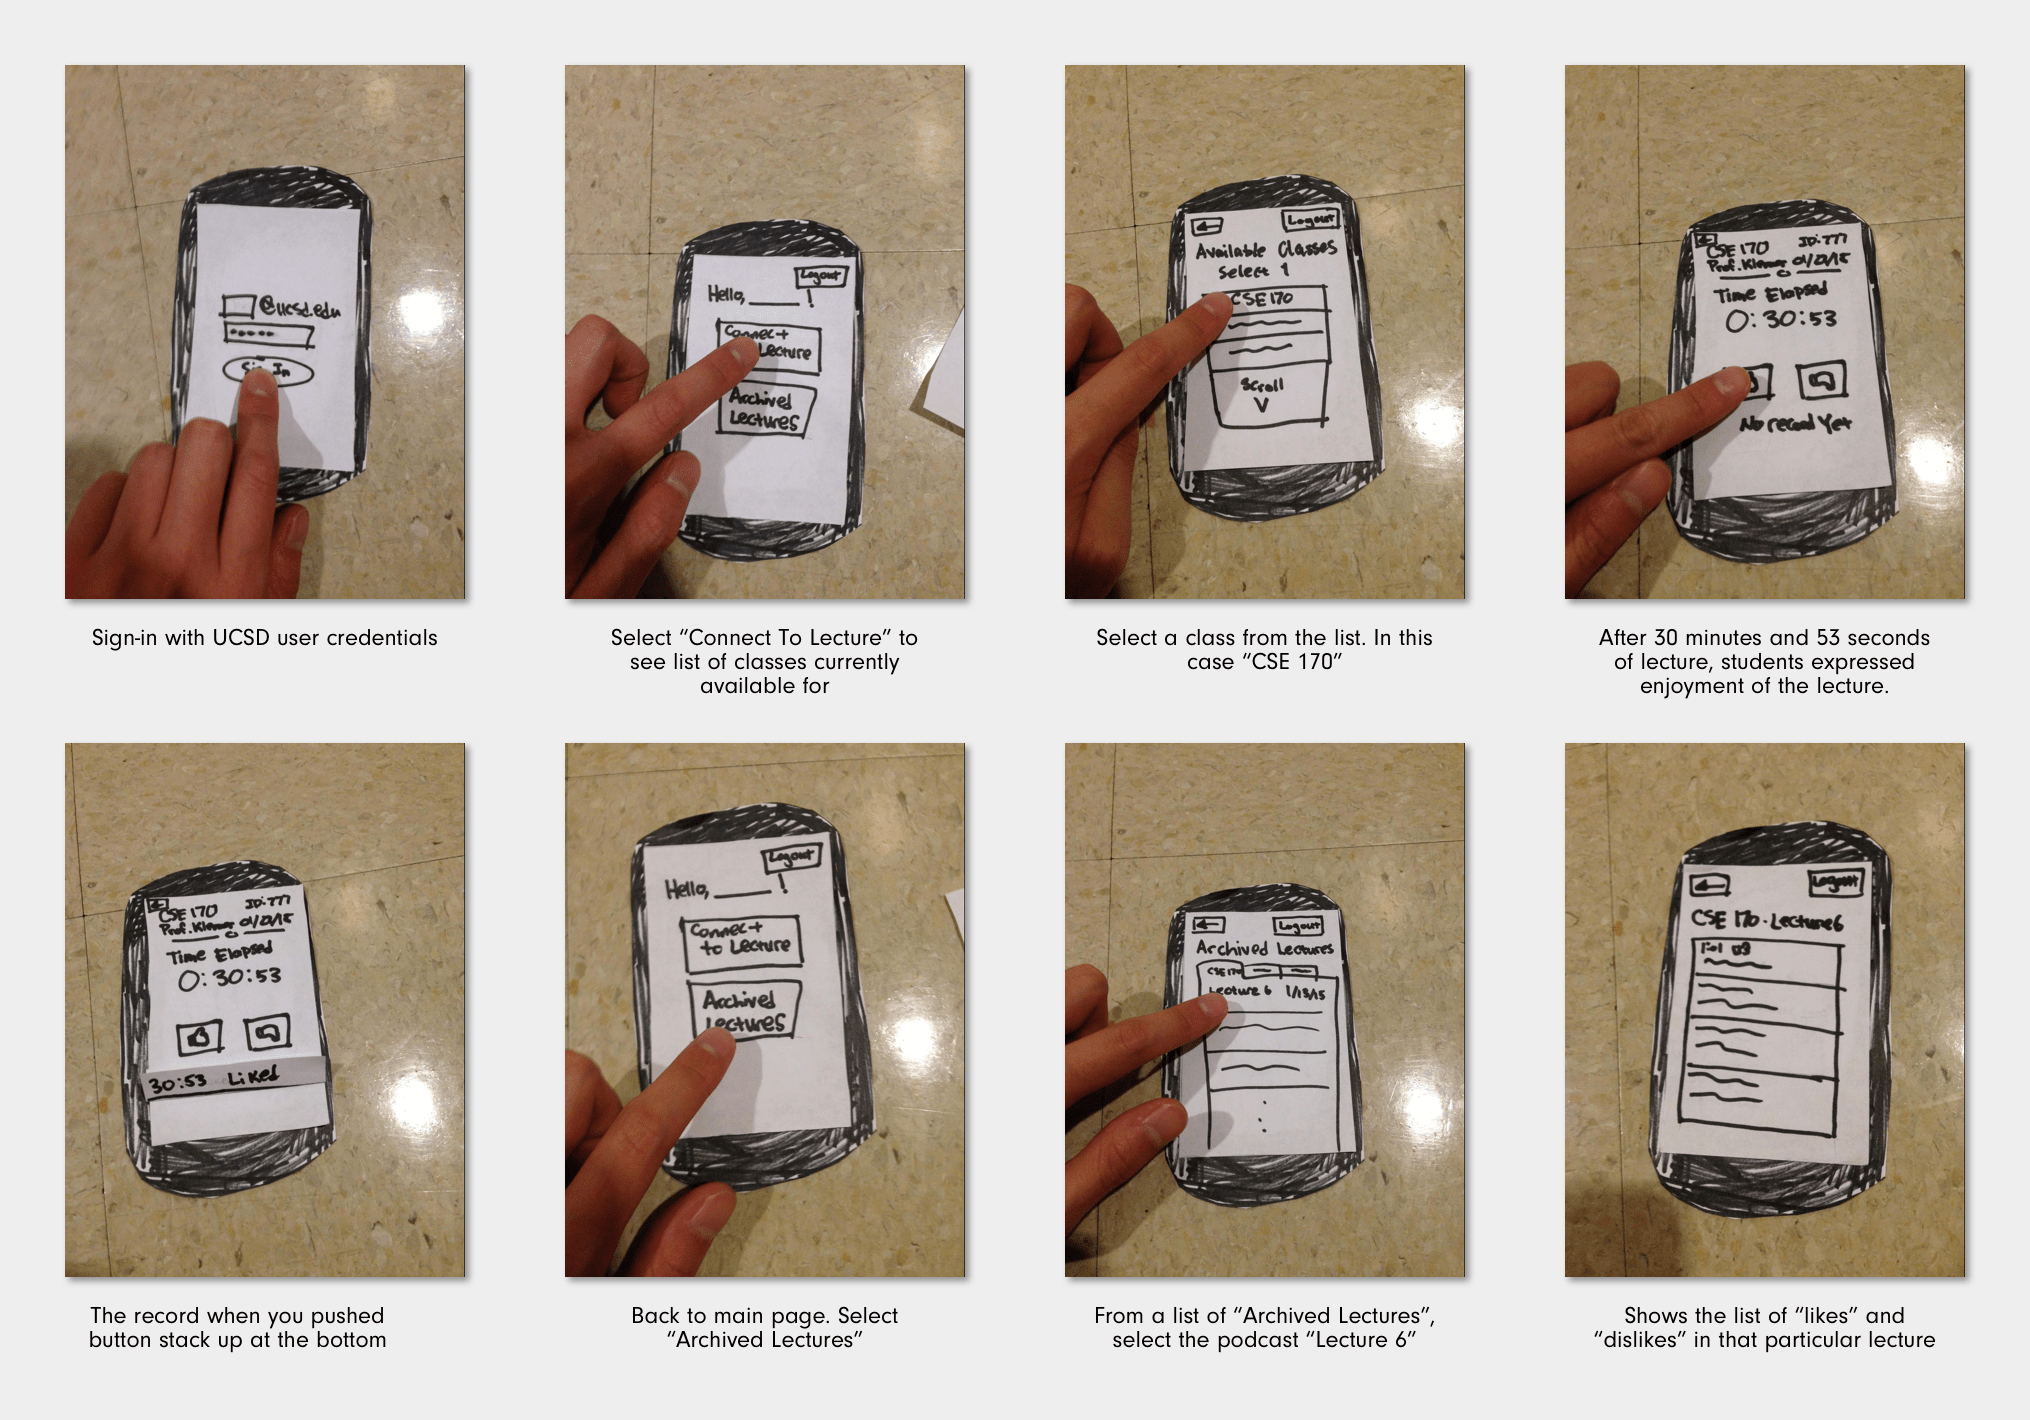 @ucsd.edu
Sign In
Sign-in with UCSD user credentials
Logout
Hello, ______!
Connect
Lecture
Archived
Lectures
Select “Connect To Lecture” to
see list of classes currently
available for
Logout
Available Classes
Select 1
CSE 170
Scroll
V
Select a class from the list. In this
case “CSE 170”
CSE 170 ID:777
Prof. Klemmer 01/21/15
Time Elapsed
0:30:53
No record Yet
After 30 minutes and 53 seconds
of lecture, students expressed
enjoyment of the lecture.
CSE 170 ID:777
Prof. Klemmer 01/21/15
Time Elapsed
0:30:53
30:53 Liked
The record when you pushed
button stack up at the bottom
Logout
Hello, ______!
Connect
to Lecture
Archived
Lectures
Back to main page. Select
“Archived Lectures”
Logout
Archived Lectures
CSE 170
Lecture 6 1/13/15
From a list of “Archived Lectures”,
select the podcast “Lecture 6”
Logout
CSE 170 - Lecture 6
Shows the list of “likes” and
“dislikes” in that particular lecture